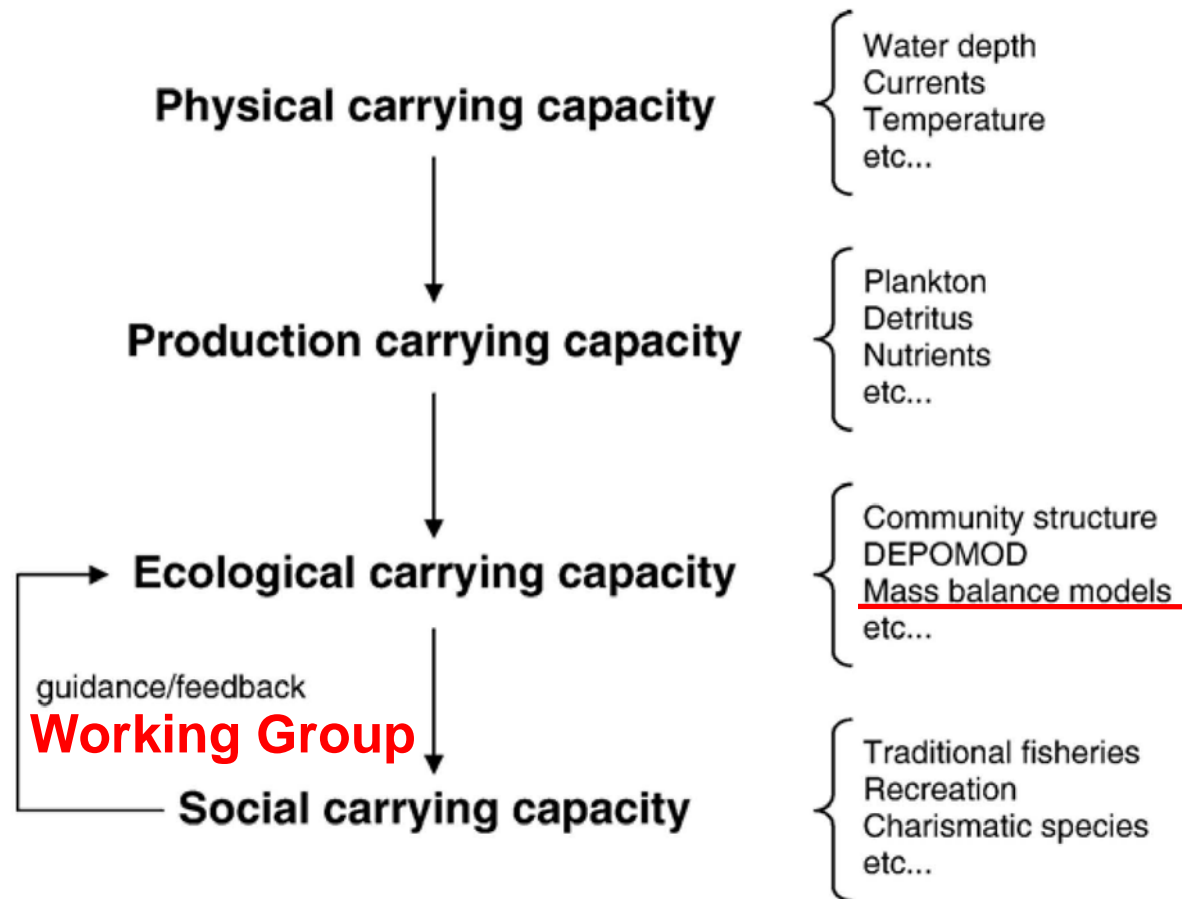 Physical carrying capacity
Water depth
Currents
Temperature
etc...
Production carrying capacity
Plankton
Detritus
Nutrients
etc...
Ecological carrying capacity
Community structure
DEPOMOD
Mass balance models
etc...
guidance/feedback
Working Group
Social carrying capacity
Traditional fisheries
Recreation
Charismatic species
etc...